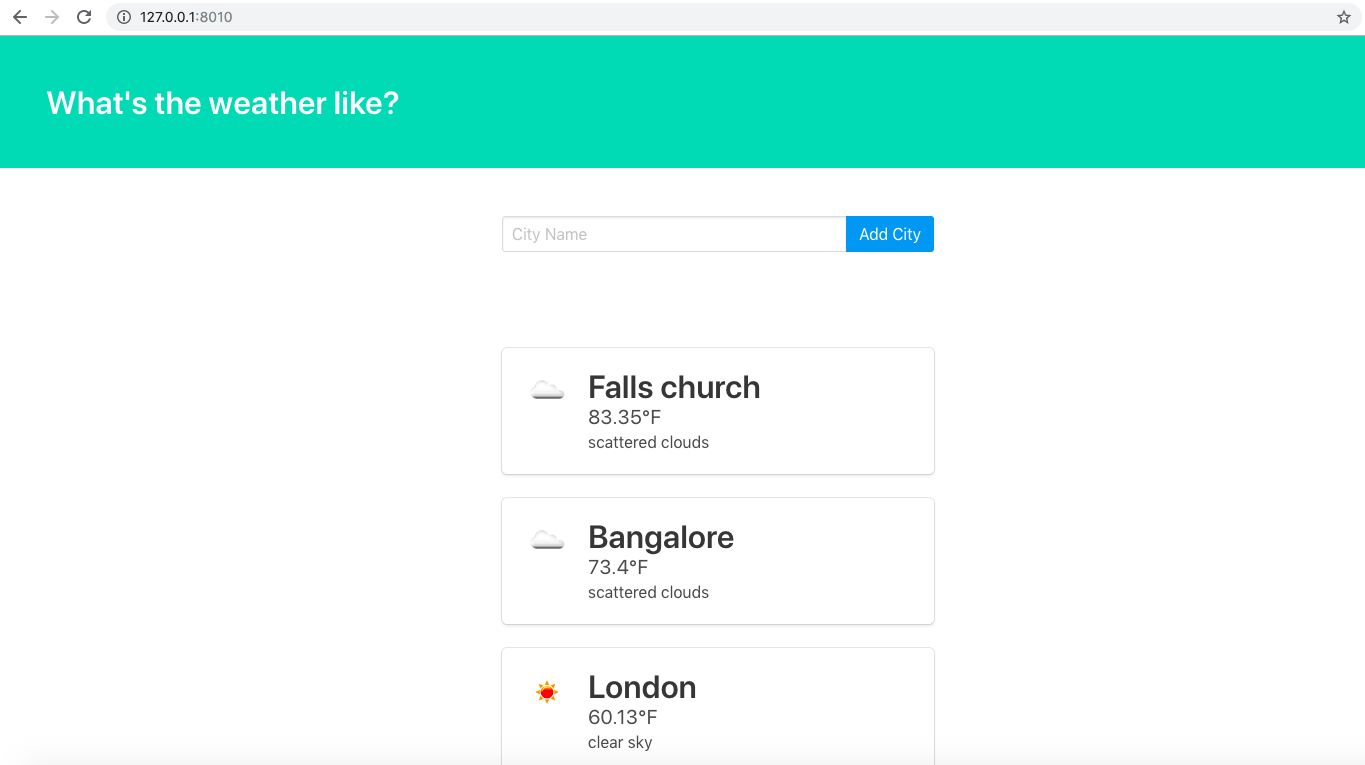 127.0.0.1:8010
What's the weather like?
City Name
Add City
Falls church
83.35°F
scattered clouds
Bangalore
73.4°F
scattered clouds
London
60.13°F
clear sky